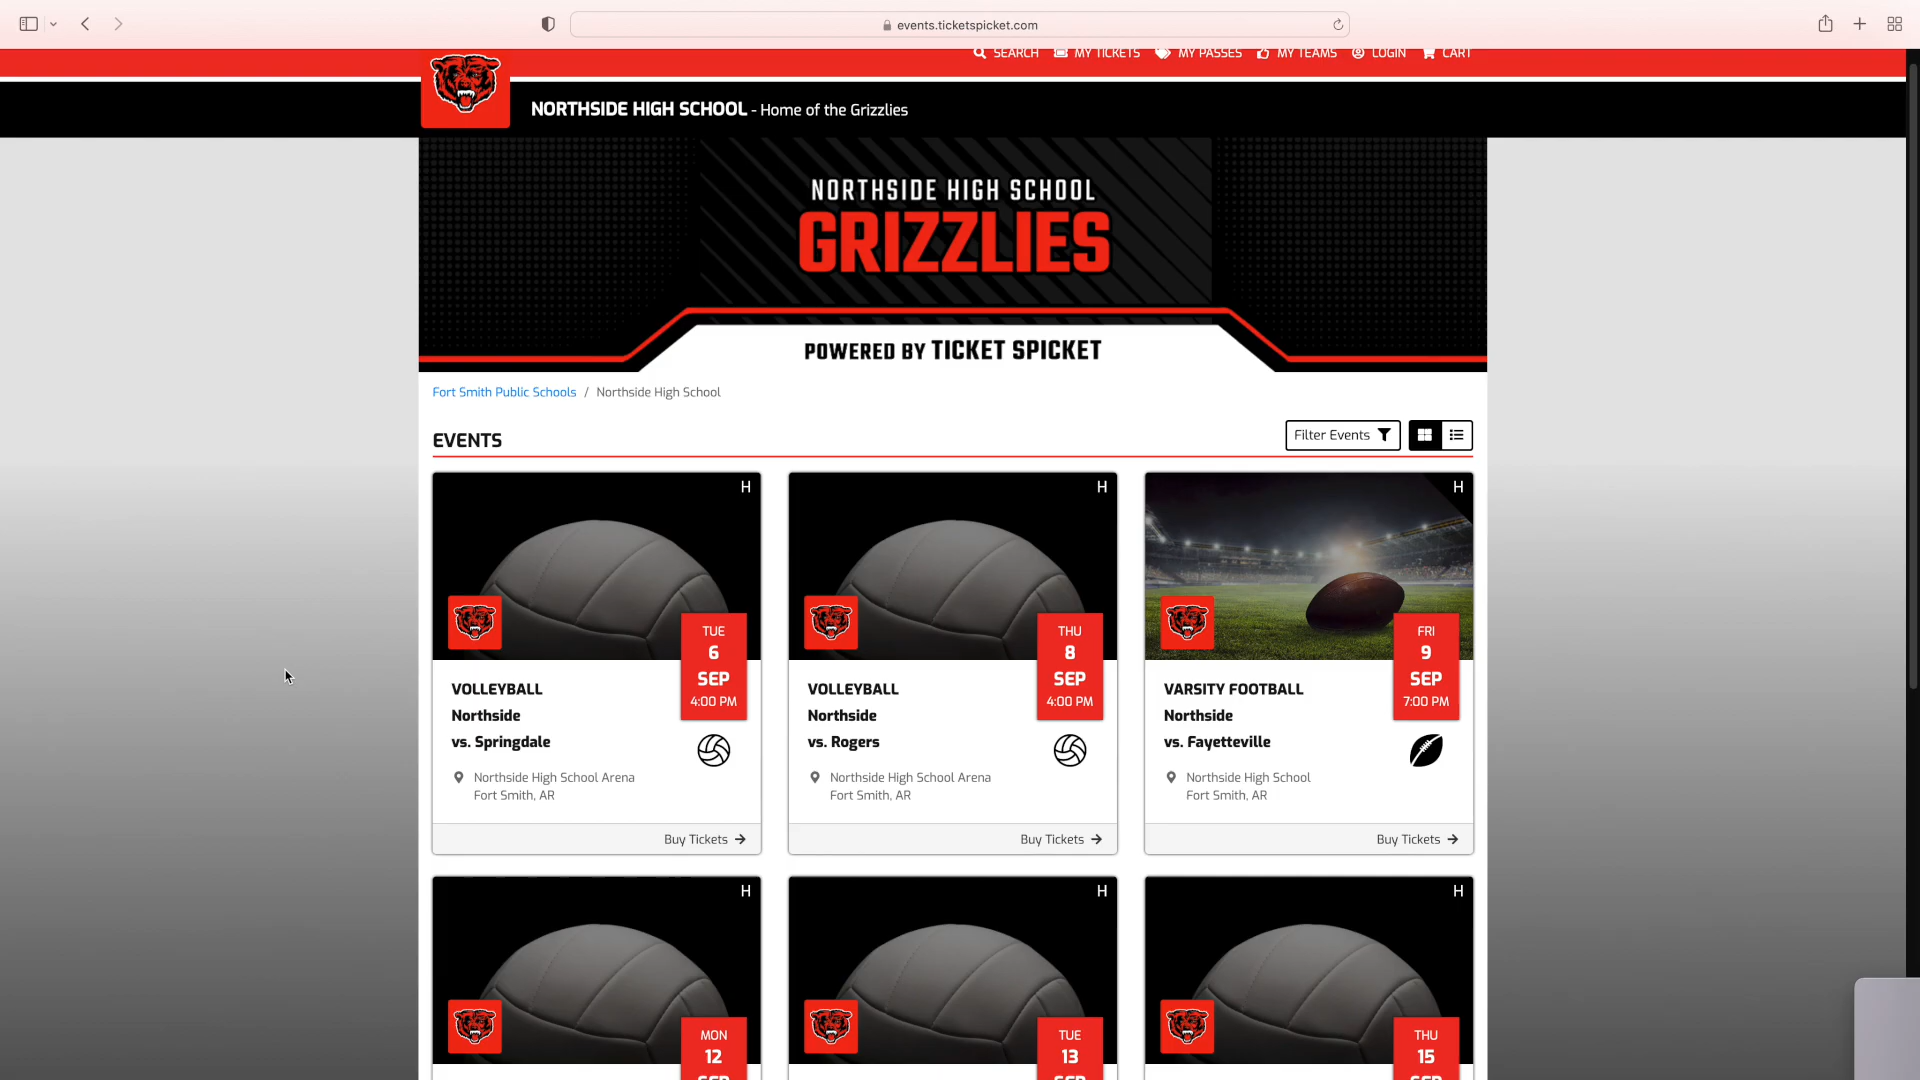 events.ticketspicket.com
SEARCH MY TICKETS MY PASSES MY TEAMS LOGIN CART
NORTHSIDE HIGH SCHOOL - Home of the Grizzlies
NORTHSIDE HIGH SCHOOL
GRIZZLIES
POWERED BY TICKET SPICKET
Fort Smith Public Schools / Northside High School
EVENTS
Filter Events
H
TUE
6
SEP
4:00 PM
VOLLEYBALL
Northside
vs. Springdale
Northside High School Arena
Fort Smith, AR
Buy Tickets
H
THU
8
SEP
4:00 PM
VOLLEYBALL
Northside
vs. Rogers
Northside High School Arena
Fort Smith, AR
Buy Tickets
H
FRI
9
SEP
7:00 PM
VARSITY FOOTBALL
Northside
vs. Fayetteville
Northside High School
Fort Smith, AR
Buy Tickets
H
MON
12
SEP
H
TUE
13
SEP
H
THU
15
SEP